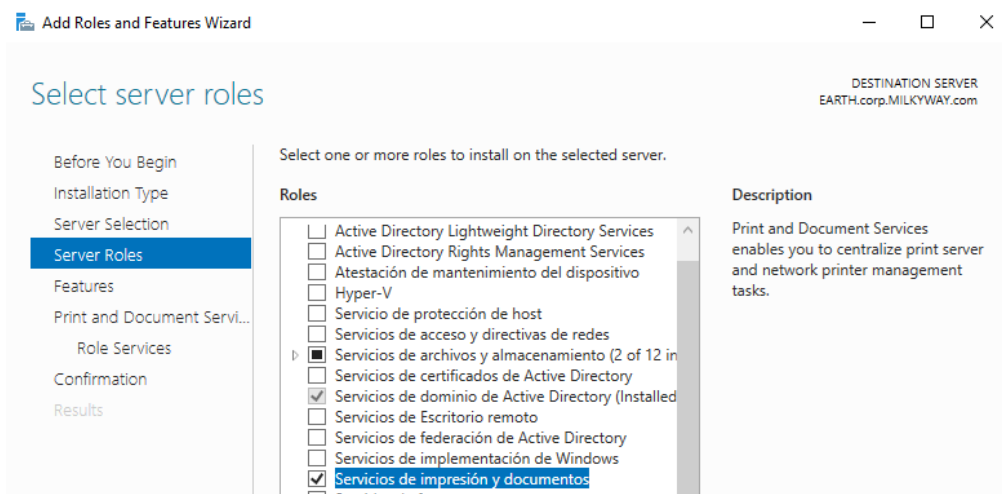 Add Roles and Features Wizard
Select server roles
DESTINATION SERVER
EARTH.corp.MILKYWAY.com
Before You Begin
Installation Type
Server Selection
Server Roles
Features
Print and Document Servi...
Role Services
Confirmation
Results
Select one or more roles to install on the selected server.
Roles
Active Directory Lightweight Directory Services
Active Directory Rights Management Services
Atestación de mantenimiento del dispositivo
Hyper-V
Servicio de protección de host
Servicios de acceso y directivas de redes
Servicios de archivos y almacenamiento (2 of 12 in
Servicios de certificados de Active Directory
Servicios de dominio de Active Directory (Installed
Servicios de Escritorio remoto
Servicios de federación de Active Directory
Servicios de implementación de Windows
Servicios de impresión y documentos
Description
Print and Document Services
enables you to centralize print server
and network printer management
tasks.